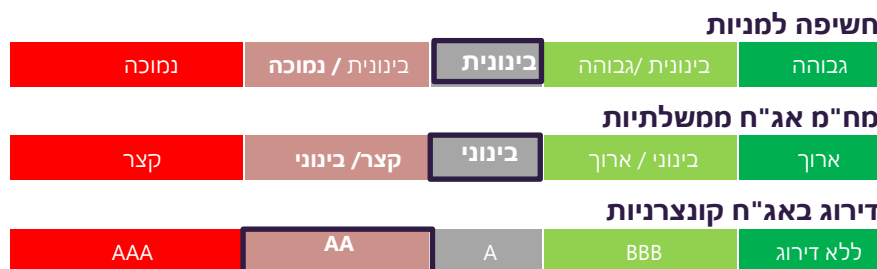 חשיפה למניות
גבוהה בינונית /גבוהה בינונית בינונית / נמוכה נמוכה
מח"מ אג"ח ממשלתיות
ארוך בינוני / ארוך בינוני קצר/ בינוני קצר
דירוג באג"ח קונצרניות
ללא דירוג BBB A AA AAA